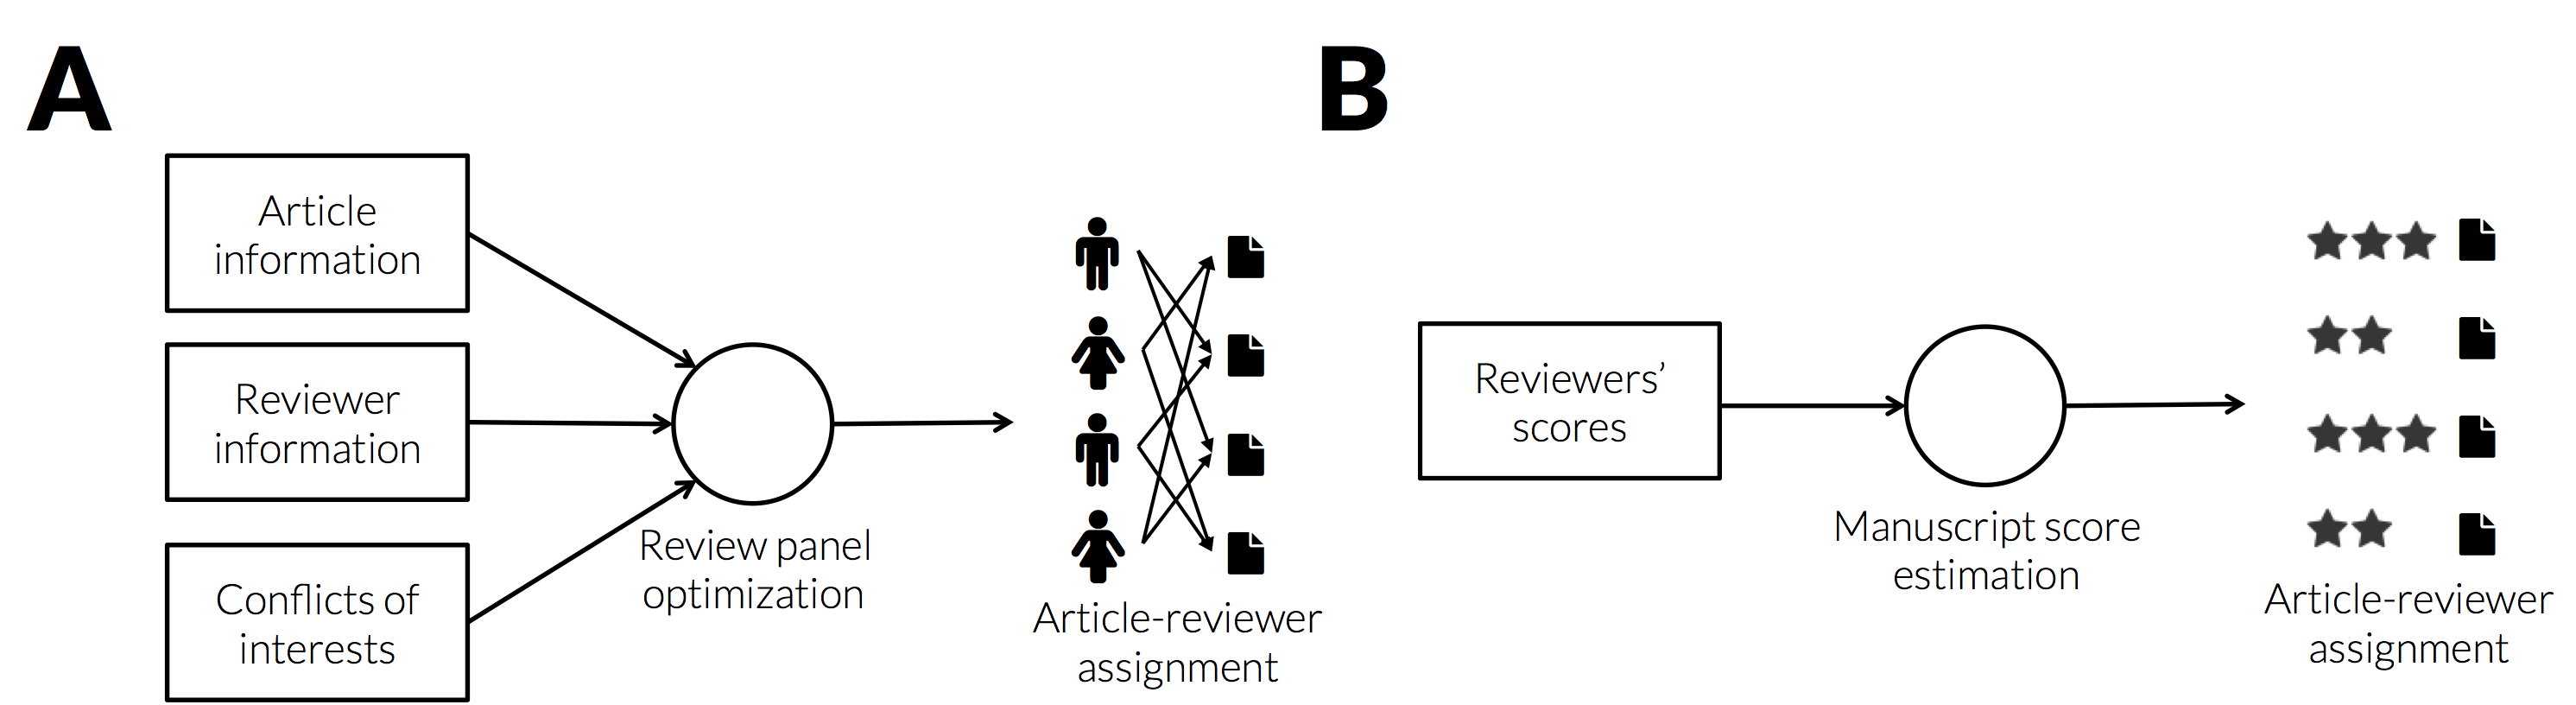 A
Article
information
Reviewer
information
Conflicts of
interests
Review panel
optimization
Article-reviewer
assignment
B
Reviewers’
scores
Manuscript score
estimation
Article-reviewer
assignment